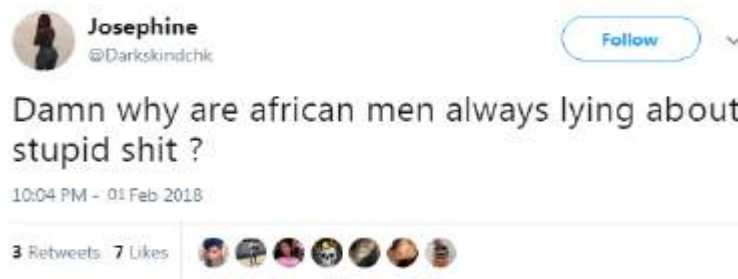 Josephine
@Darkskindchk
Follow
Damn why are african men always lying about
stupid shit ?
10:04 PM - 01 Feb 2018
3 Retweets 7 Likes